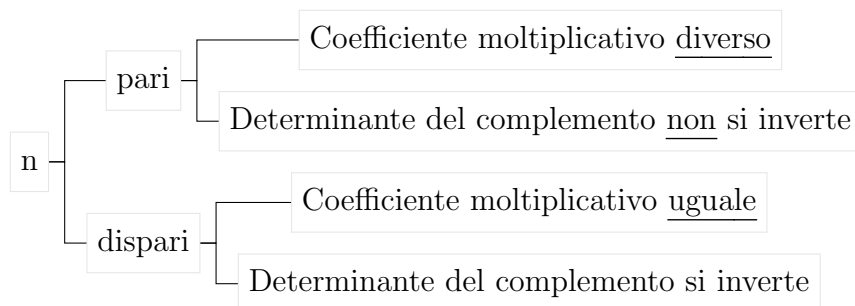 Coefficiente moltiplicativo diverso
pari
Determinante del complemento non si inverte
n
Coefficiente moltiplicativo uguale
dispari
Determinante del complemento si inverte